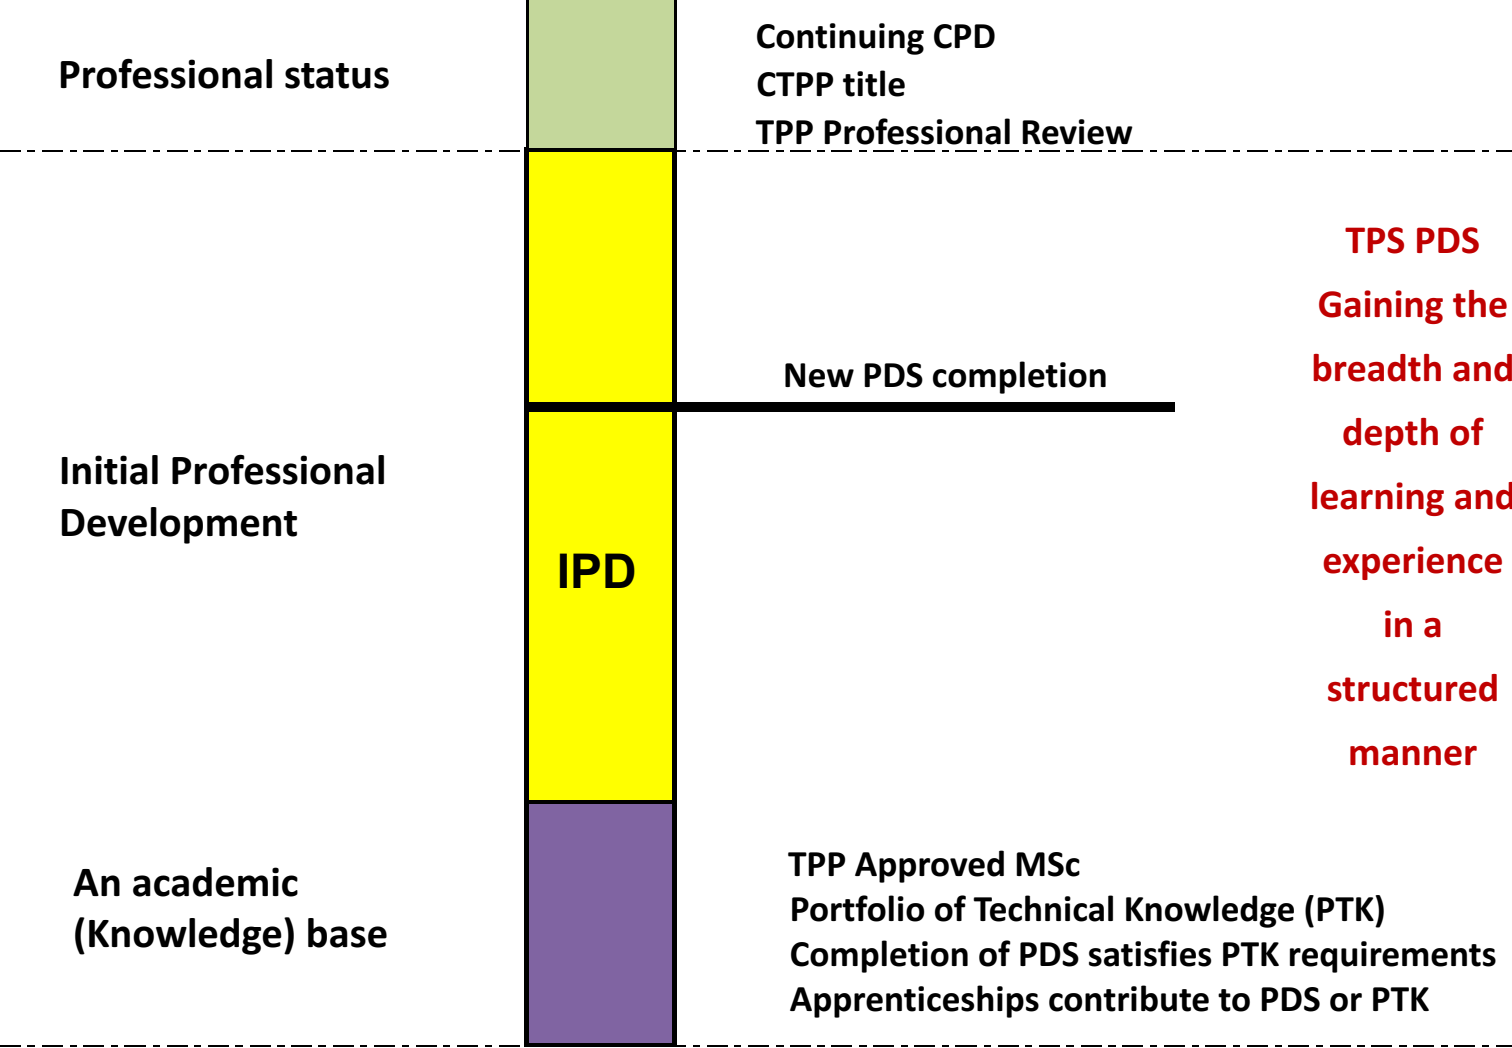 Professional status
Continuing CPD
CTPP title
TPP Professional Review
TPS PDS
Gaining the
breadth and
depth of
learning and
experience
in a
structured
manner
New PDS completion
Initial Professional
Development
IPD
An academic
(Knowledge) base
TPP Approved MSc
Portfolio of Technical Knowledge (PTK)
Completion of PDS satisfies PTK requirements
Apprenticeships contribute to PDS or PTK